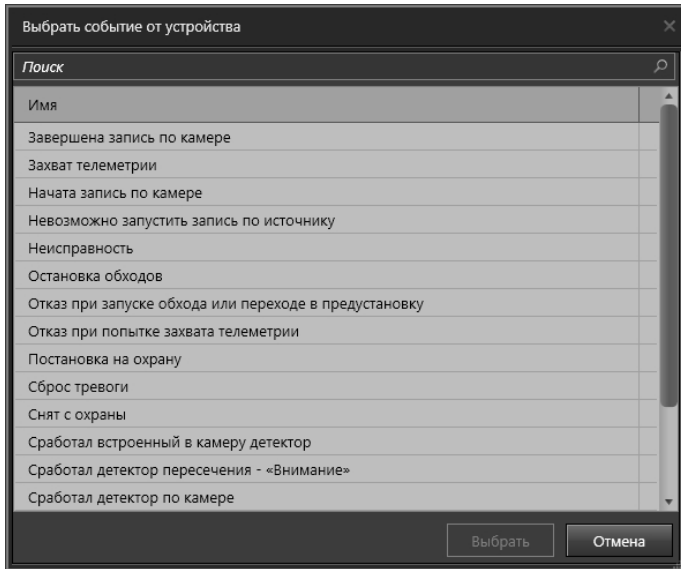 Выбрать событие от устройства
Поиск
Имя
Завершена запись по камере
Захват телеметрии
Начата запись по камере
Невозможно запустить запись по источнику
Неисправность
Остановка обходов
Отказ при запуске обхода или переходе в предустановку
Отказ при попытке захвата телеметрии
Постановка на охрану
Сброс тревоги
Снят с охраны
Сработал встроенный в камеру детектор
Сработал детектор пересечения - «Внимание»
Сработал детектор по камере
Выбрать
Отмена